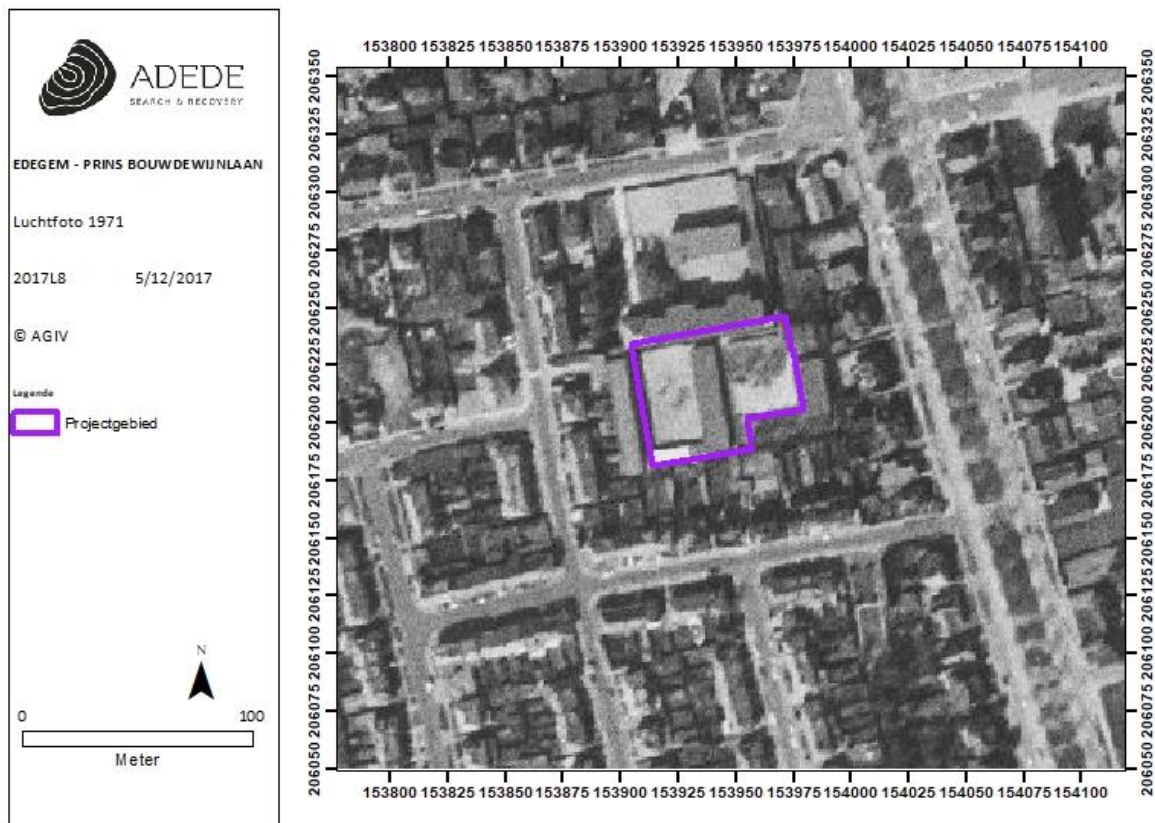 ADEDE
SEARCH & RECOVERY
EDEGEM - PRINS BOUWDEWIJNLAAN
Luchtfoto 1971
2017L8 5/12/2017
© AGIV
Legende
Projectgebied
N
0 100
Meter
153800 153825 153850 153875 153900 153925 153950 153975 154000 154025 154050 154075 154100
206350 206325 206300 206275 206250 206225 206200 206175 206150 206125 206100 206075 206050
206350 206325 206300 206275 206250 206225 206200 206175 206150 206125 206100 206075 206050
153800 153825 153850 153875 153900 153925 153950 153975 154000 154025 154050 154075 154100